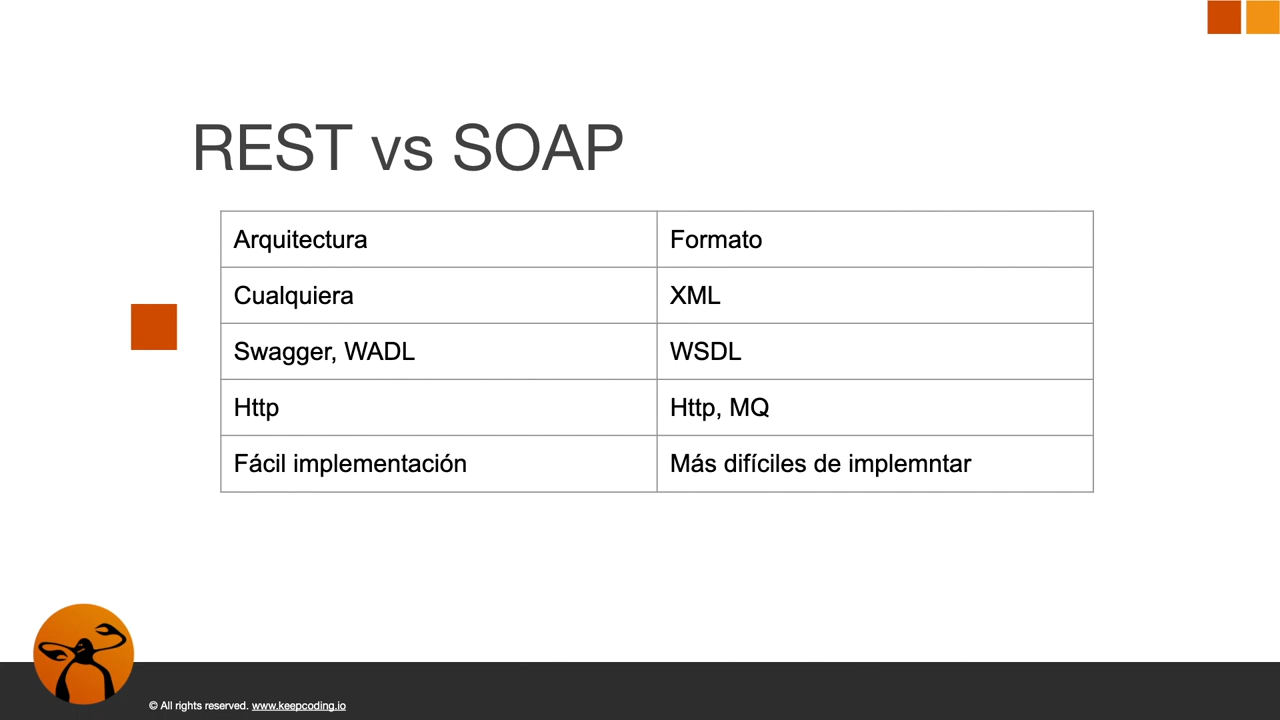 REST vs SOAP
Arquitectura Formato
Cualquiera XML
Swagger, WADL WSDL
Http Http, MQ
Fácil implementación Más difíciles de implemntar
© All rights reserved. www.keepcoding.io